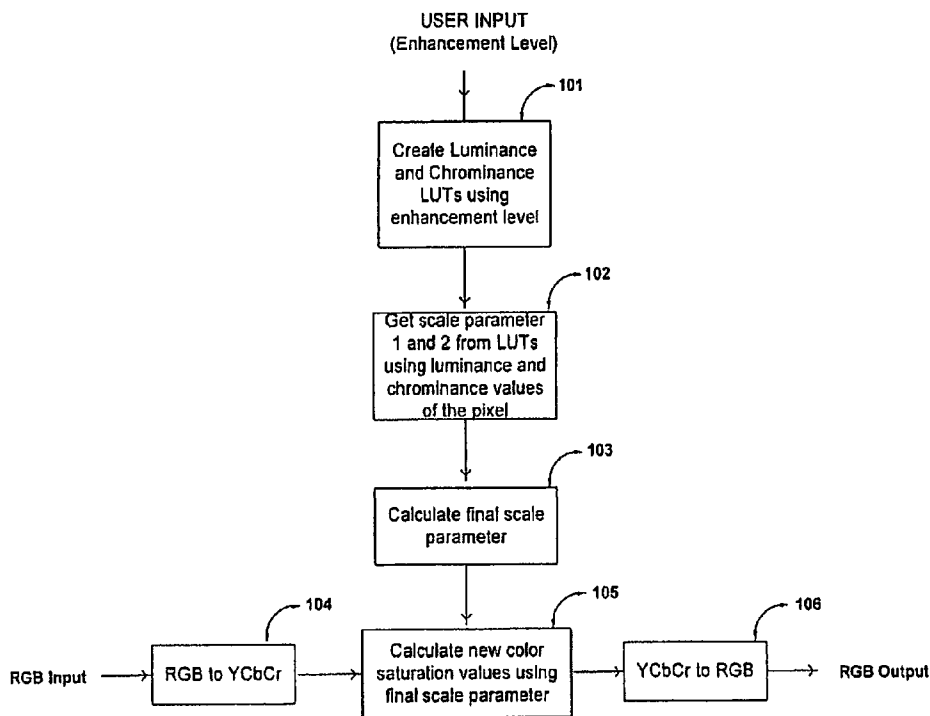 USER INPUT
(Enhancement Level)
101
Create Luminance
and Chrominance
LUTs using
enhancement level
102
Get scale parameter
1 and 2 from LUTs
using luminance and
chrominance values
of the pixel
103
Calculate final scale
parameter
104
105
106
RGB Input
RGB to YCbCr
Calculate new color
saturation values using
final scale parameter
YCbCr to RGB
RGB Output